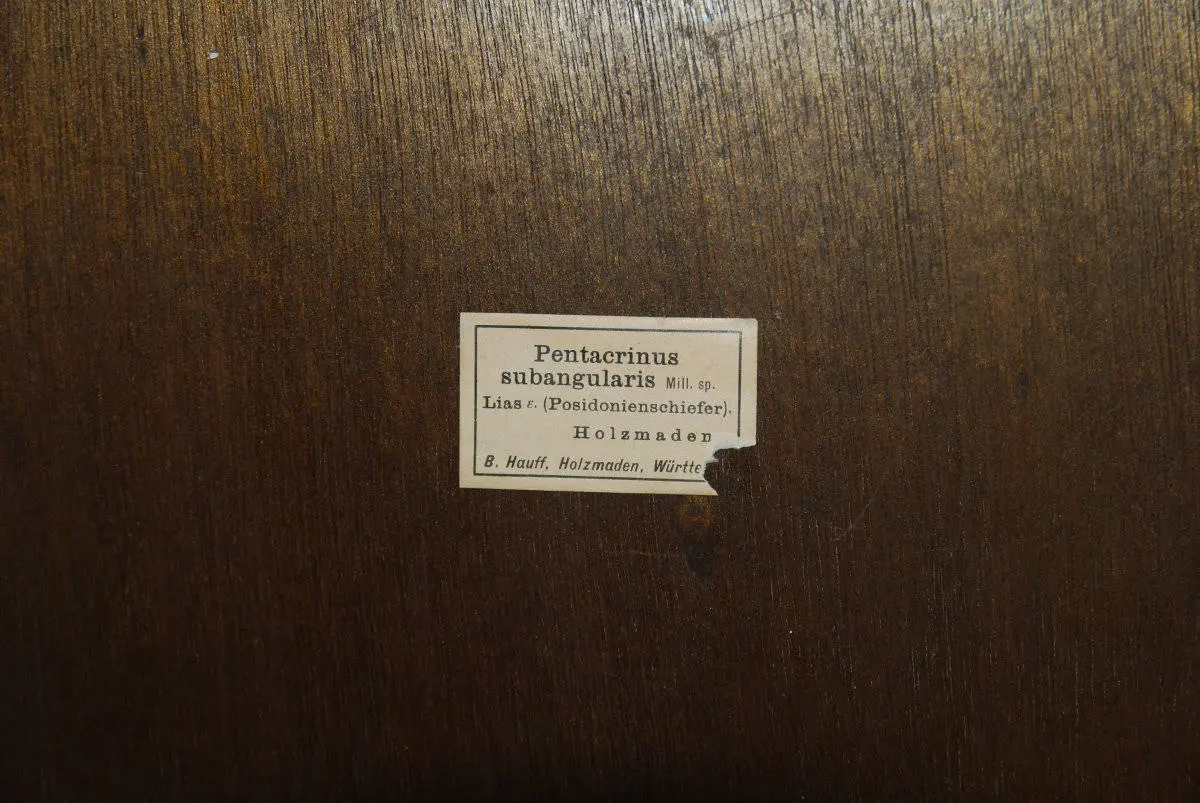 Pentacrinus
subangularis Mill. sp.
Lias ε. (Posidonienschiefer).
Holzmaden
B. Hauff, Holzmaden, Württe